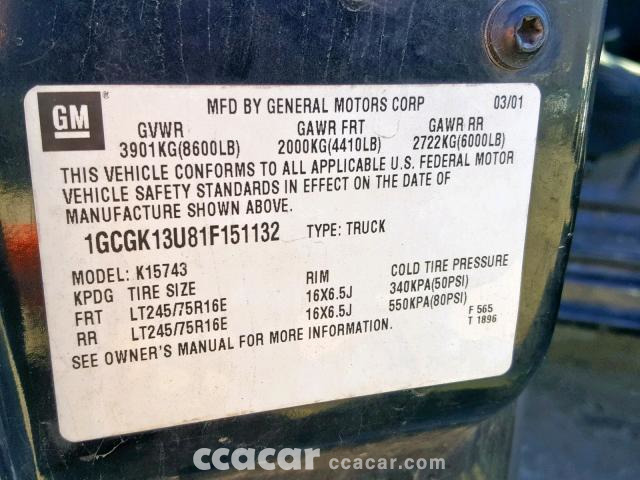 GM ® MFD BY GENERAL MOTORS CORP 03/01
GVWR GAWR FRT GAWR RR
3901KG(8600LB) 2000KG(4410LB) 2722KG(6000LB)
THIS VEHICLE CONFORMS TO ALL APPLICABLE U.S. FEDERAL MOTOR
VEHICLE SAFETY STANDARDS IN EFFECT ON THE DATE OF
MANUFACTURE SHOWN ABOVE.
1GCGK13U81F151132 TYPE: TRUCK
MODEL: K15743
KPDG TIRE SIZE RIM COLD TIRE PRESSURE
FRT LT245/75R16E 16X6.5J 340KPA(50PSI)
RR LT245/75R16E 16X6.5J 550KPA(80PSI) F 565
SEE OWNER'S MANUAL FOR MORE INFORMATION. T 1896
ccacar ccacar.com